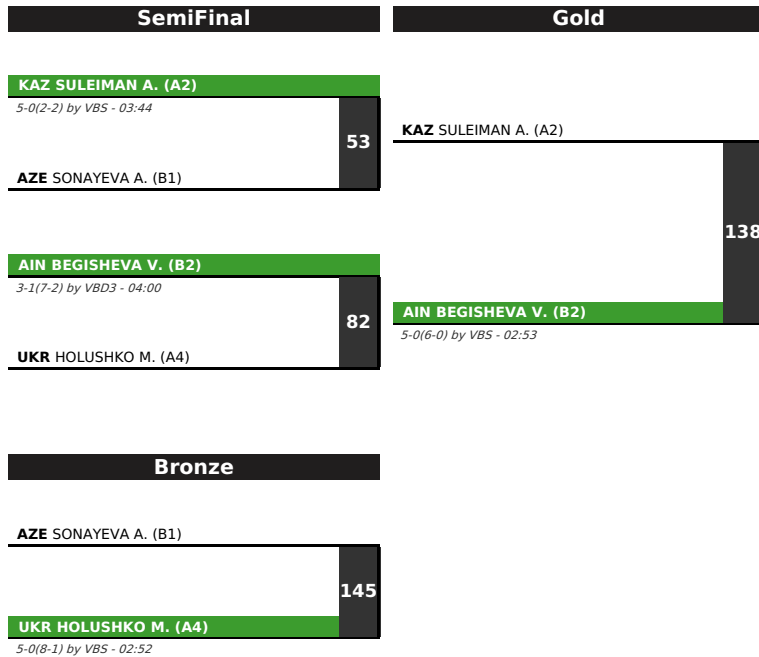 SemiFinal
KAZ SULEIMAN A. (A2)
5-0(2-2) by VBS - 03:44
53
AZE SONAYEVA A. (B1)
AIN BEGISHEVA V. (B2)
3-1(7-2) by VBD3 - 04:00
82
UKR HOLUSHKO M. (A4)
Gold
KAZ SULEIMAN A. (A2)
138
AIN BEGISHEVA V. (B2)
5-0(6-0) by VBS - 02:53
Bronze
AZE SONAYEVA A. (B1)
145
UKR HOLUSHKO M. (A4)
5-0(8-1) by VBS - 02:52